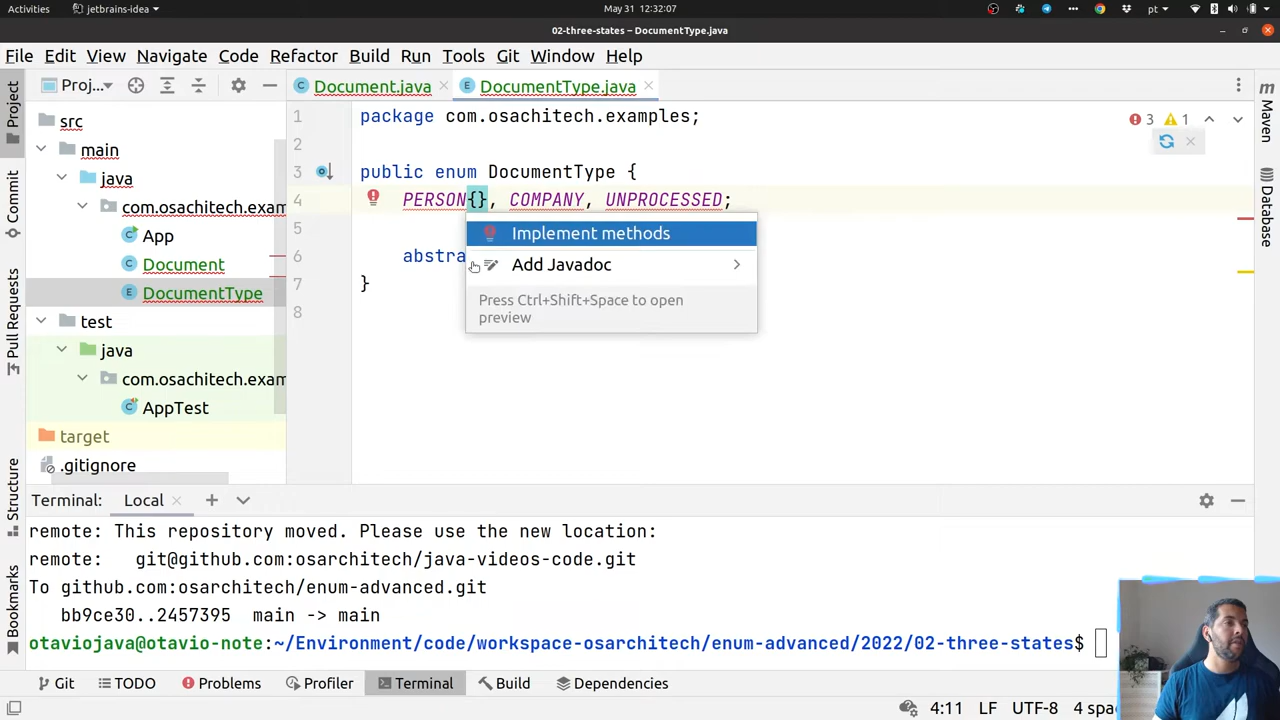 Activities
jetbrains-idea
May 31 12:32:07
pt
02-three-states – DocumentType.java
File Edit View Navigate Code Refactor Build Run Tools Git Window Help
Project
Commit
Pull Requests
Structure
Bookmarks
Proj...
src
main
java
com.osachitech.exam
App
Document
DocumentType
test
java
com.osachitech.exam
AppTest
target
.gitignore
Document.java
DocumentType.java
3 1
1 package com.osachitech.examples;
2
3 public enum DocumentType {
4 PERSON{}, COMPANY, UNPROCESSED;
5
6 abstra
7 }
8
Implement methods
Add Javadoc
Press Ctrl+Shift+Space to open
preview
m
Maven
Database
Terminal: Local
remote: This repository moved. Please use the new location:
remote:   git@github.com:osarchitech/java-videos-code.git
To github.com:osarchitech/enum-advanced.git
bb9ce30..2457395  main -> main
otaviojava@otavio-note:~/Environment/code/workspace-osarchitech/enum-advanced/2022/02-three-states$
Git TODO Problems Profiler Terminal Build Dependencies
4:11 LF UTF-8 4 spac